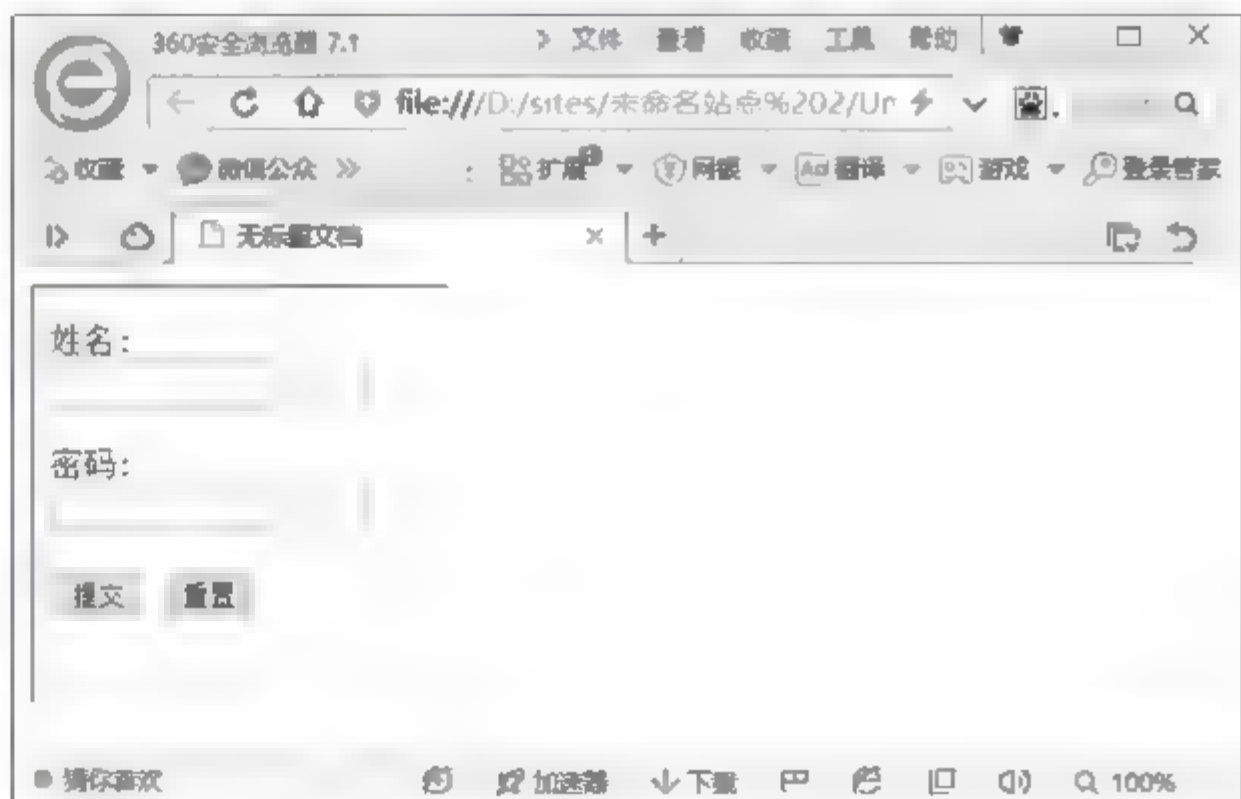 360安全浏览器 7.1 文件 查看 收藏 工具 帮助
file:///D:/sites/未命名站点%202/Un
收藏 微信公众 扩展 网银 翻译 游戏 登录管家
无标题文档
姓名:
密码:
提交 重置
猜你喜欢 加速器 下载 100%